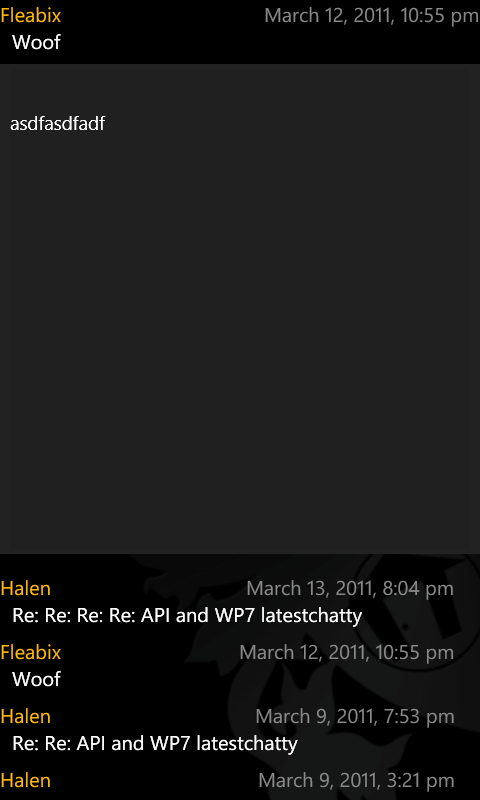 Fleabix March 12, 2011, 10:55 pm
Woof
asdfasdfadf
Halen March 13, 2011, 8:04 pm
Re: Re: Re: Re: API and WP7 latestchatty
Fleabix March 12, 2011, 10:55 pm
Woof
Halen March 9, 2011, 7:53 pm
Re: Re: API and WP7 latestchatty
Halen March 9, 2011, 3:21 pm